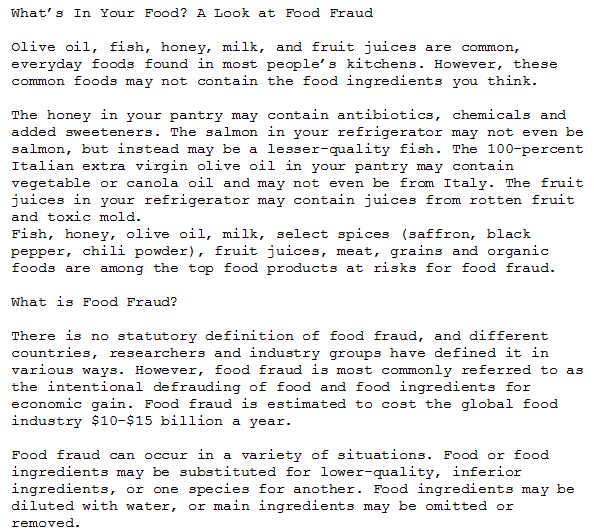 What’s In Your Food? A Look at Food Fraud
Olive oil, fish, honey, milk, and fruit juices are common,
everyday foods found in most people’s kitchens. However, these
common foods may not contain the food ingredients you think.
The honey in your pantry may contain antibiotics, chemicals and
added sweeteners. The salmon in your refrigerator may not even be
salmon, but instead may be a lesser-quality fish. The 100-percent
Italian extra virgin olive oil in your pantry may contain
vegetable or canola oil and may not even be from Italy. The fruit
juices in your refrigerator may contain juices from rotten fruit
and toxic mold.
Fish, honey, olive oil, milk, select spices (saffron, black
pepper, chili powder), fruit juices, meat, grains and organic
foods are among the top food products at risks for food fraud.
What is Food Fraud?
There is no statutory definition of food fraud, and different
countries, researchers and industry groups have defined it in
various ways. However, food fraud is most commonly referred to as
the intentional defrauding of food and food ingredients for
economic gain. Food fraud is estimated to cost the global food
industry $10-$15 billion a year.
Food fraud can occur in a variety of situations. Food or food
ingredients may be substituted for lower-quality, inferior
ingredients, or one species for another. Food ingredients may be
diluted with water, or main ingredients may be omitted or
removed.